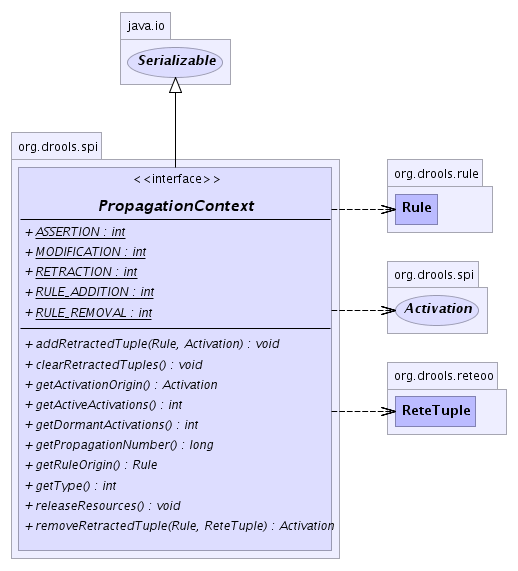 java.io
Serializable
org.drools.spi
<<interface>>
PropagationContext
+ ASSERTION : int
+ MODIFICATION : int
+ RETRACTION : int
+ RULE_ADDITION : int
+ RULE_REMOVAL : int
+ addRetractedTuple(Rule, Activation) : void
+ clearRetractedTuples() : void
+ getActivationOrigin() : Activation
+ getActiveActivations() : int
+ getDormantActivations() : int
+ getPropagationNumber() : long
+ getRuleOrigin() : Rule
+ getType() : int
+ releaseResources() : void
+ removeRetractedTuple(Rule, ReteTuple) : Activation
org.drools.rule
Rule
org.drools.spi
Activation
org.drools.reteoo
ReteTuple